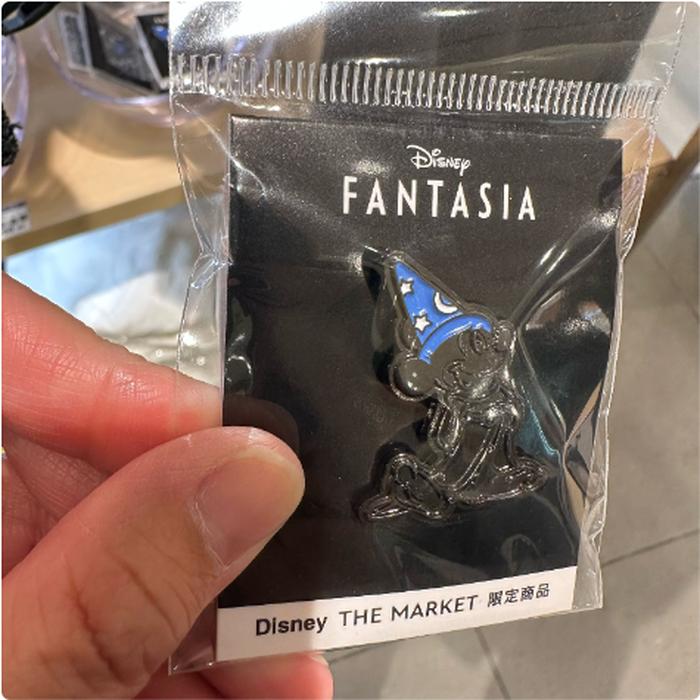 Disney
FANTASIA
Disney THE MARKET 限定商品